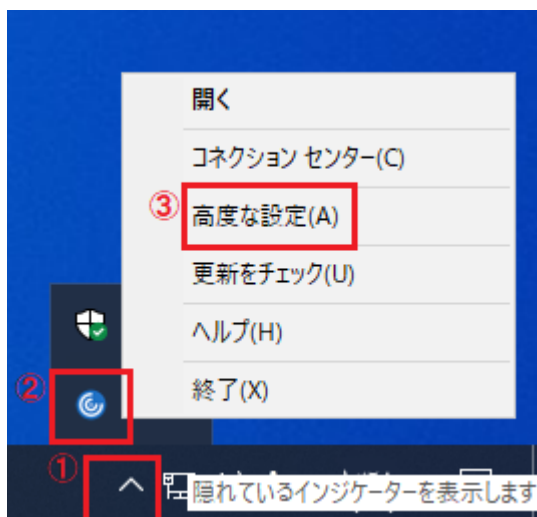 開く
コネクション センター(C)
③
高度な設定(A)
更新をチェック(U)
ヘルプ(H)
②
終了(X)
①
隠れているインジケーターを表示します